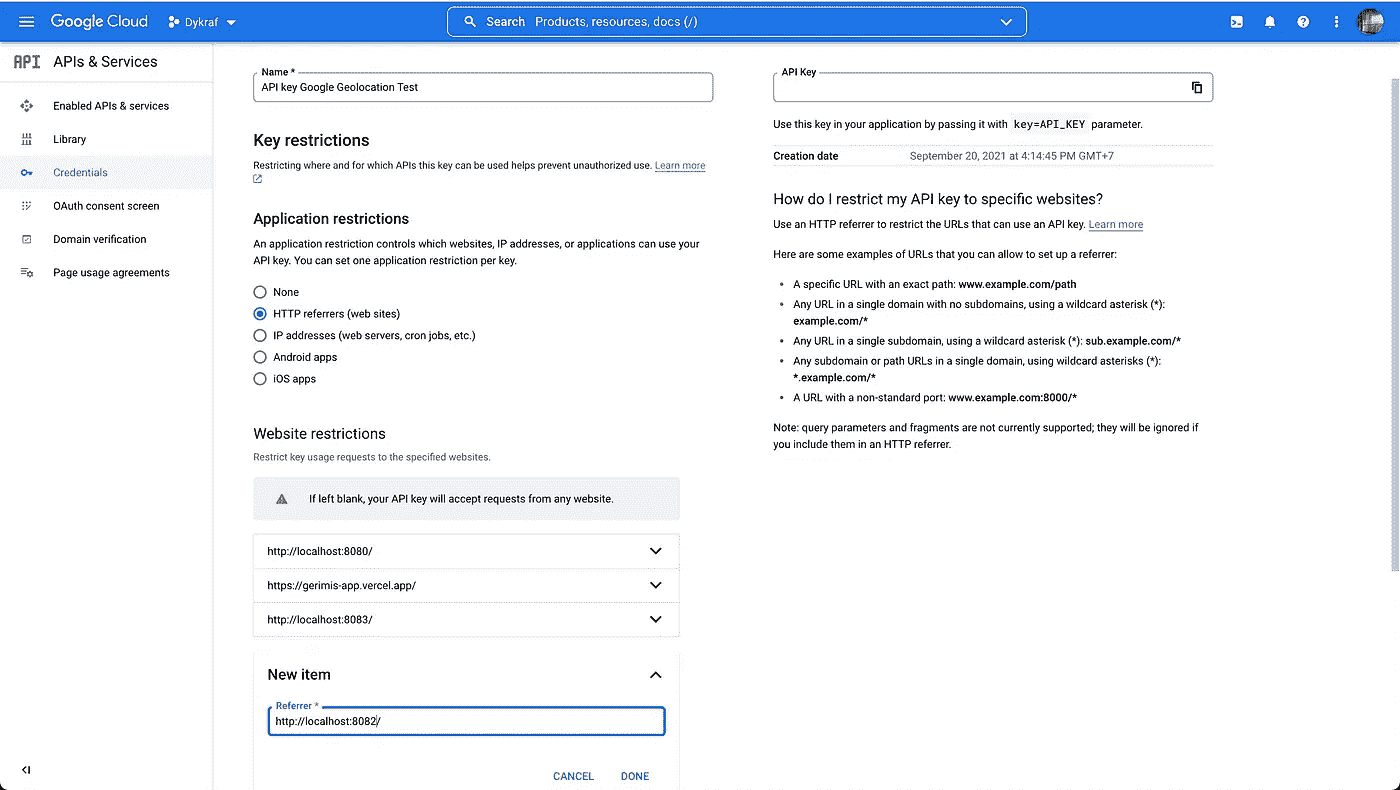 Google Cloud
Dykraf
Search Products, resources, docs (/)
API APIs & Services
Enabled APIs & services
Library
Credentials
OAuth consent screen
Domain verification
Page usage agreements
Name *
API key Google Geolocation Test
Key restrictions
Restricting where and for which APIs this key can be used helps prevent unauthorized use. Learn more
Application restrictions
An application restriction controls which websites, IP addresses, or applications can use your
API key. You can set one application restriction per key.
None
HTTP referrers (web sites)
IP addresses (web servers, cron jobs, etc.)
Android apps
iOS apps
Website restrictions
Restrict key usage requests to the specified websites.
If left blank, your API key will accept requests from any website.
http://localhost:8080/
https://gerimis-app.vercel.app/
http://localhost:8083/
New item
Referrer *
http://localhost:8082/
CANCEL DONE
API Key
Use this key in your application by passing it with key=API_KEY parameter.
Creation date September 20, 2021 at 4:14:45 PM GMT+7
How do I restrict my API key to specific websites?
Use an HTTP referrer to restrict the URLs that can use an API key. Learn more
Here are some examples of URLs that you can allow to set up a referrer:
• A specific URL with an exact path: www.example.com/path
• Any URL in a single domain with no subdomains, using a wildcard asterisk (*):
example.com/*
• Any URL in a single subdomain, using a wildcard asterisk (*): sub.example.com/*
• Any subdomain or path URLs in a single domain, using wildcard asterisks (*):
*.example.com/*
• A URL with a non-standard port: www.example.com:8000/*
Note: query parameters and fragments are not currently supported; they will be ignored if
you include them in an HTTP referrer.